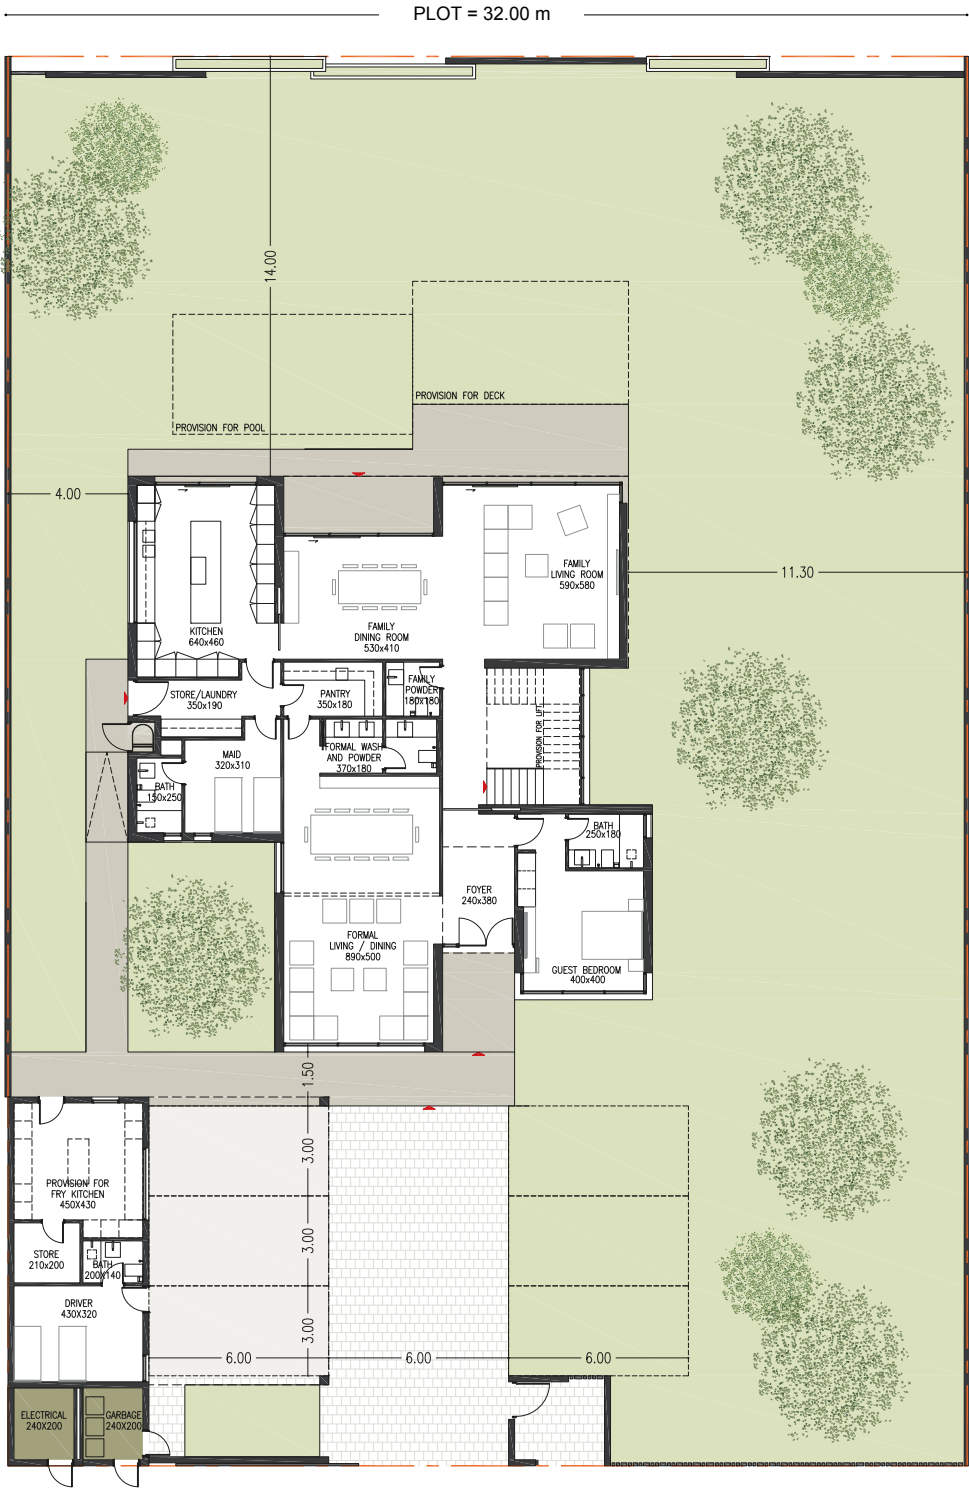 PLOT = 32.00 m
14.00
PROVISION FOR DECK
PROVISION FOR POOL
4.00
11.30
FAMILY
LIVING ROOM
590x580
KITCHEN
640x460
FAMILY
DINING ROOM
530x410
STORE/LAUNDRY
350x190
PANTRY
350x180
FAMILY
POWDER
180x180
PROVISION FOR LIFT
MAID
320x310
FORMAL WASH
AND POWDER
370x180
BATH
150x250
BATH
250x180
FOYER
240x380
FORMAL
LIVING / DINING
890x500
GUEST BEDROOM
400x400
1.50
3.00
3.00
3.00
PROVISION FOR
FRY KITCHEN
450X430
STORE
210x200
BATH
200X140
DRIVER
430X320
6.00
6.00
6.00
ELECTRICAL
240X200
GARBAGE
240X200